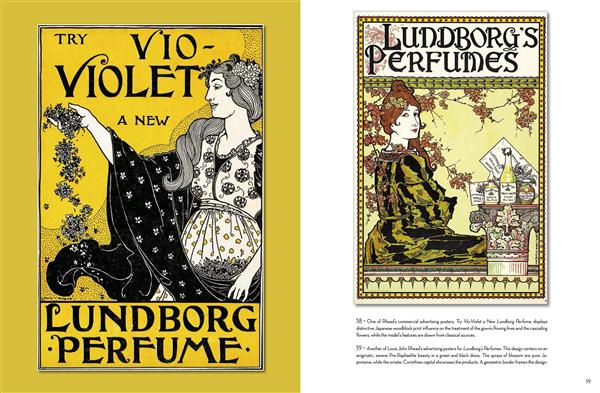 TRY VIO-
VIOLET
A NEW
LUNDBORG
·PERFUME·
LUNDBORG'S
PERFUMES
58 – One of Rhead's commercial advertising posters. Try Vio-Violet a New Lundborg Perfume, displays
distinctive Japanese woodblock print influence on the treatment of the gown's flowing lines and the cascading
flowers, while the model's features are drawn from classical sources.
59 – Another of Louis John Rhead's advertising posters for Lundborg's Perfumes. This design centers on an
enigmatic, serene Pre-Raphaelite beauty in a green and black dress. The sprays of blossom are pure Ja-
ponisme, while the ornate, Corinthian capital showcases the products. A geometric border frames the design.
59